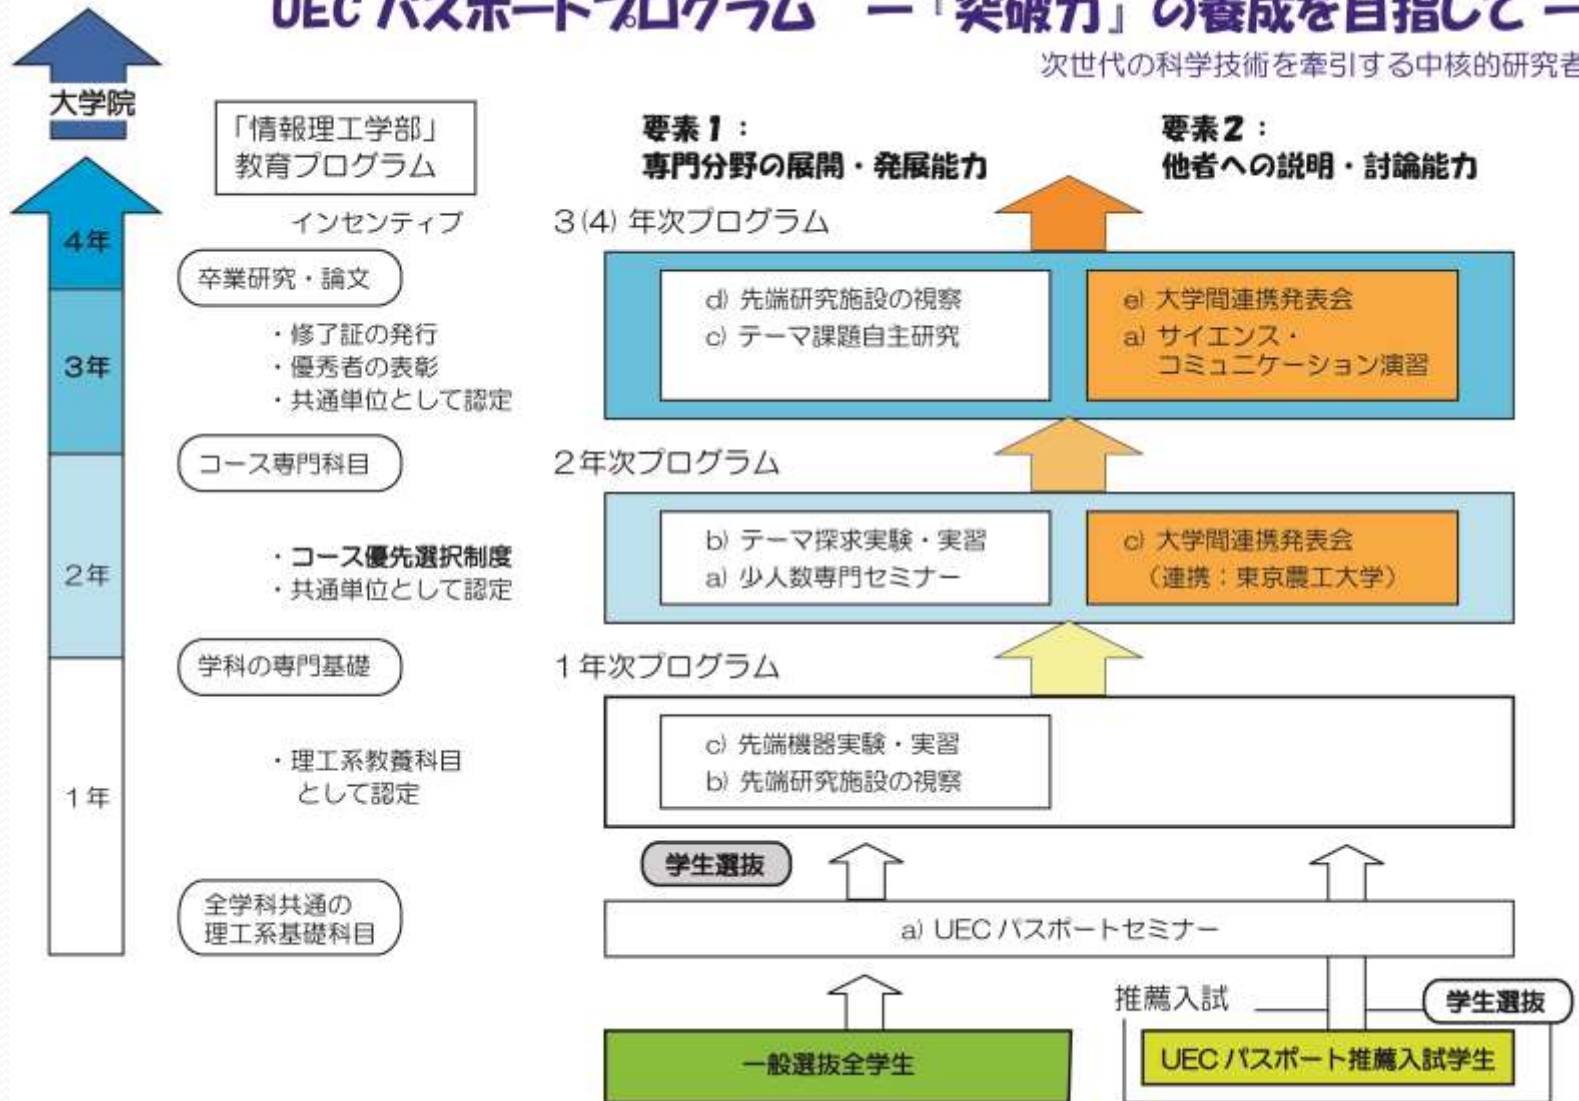 UEC パスポートプログラム ー『突破力』の養成を目指して ー
次世代の科学技術を牽引する中核的研究者
大学院
4年
3年
2年
1年
「情報理工学部」
教育プログラム
インセンティブ
卒業研究・論文
・修了証の発行
・優秀者の表彰
・共通単位として認定
コース専門科目
・コース優先選択制度
・共通単位として認定
学科の専門基礎
・理工系教養科目
として認定
全学科共通の
理工系基礎科目
要素1：
専門分野の展開・発展能力
要素2：
他者への説明・討論能力
3(4) 年次プログラム
d) 先端研究施設の視察
c) テーマ課題自主研究
e) 大学間連携発表会
a) サイエンス・
コミュニケーション演習
2年次プログラム
b) テーマ探求実験・実習
a) 少人数専門セミナー
c) 大学間連携発表会
（連携：東京農工大学）
1年次プログラム
c) 先端機器実験・実習
b) 先端研究施設の視察
学生選抜
a) UEC パスポートセミナー
推薦入試
学生選抜
一般選抜全学生
UEC パスポート推薦入試学生